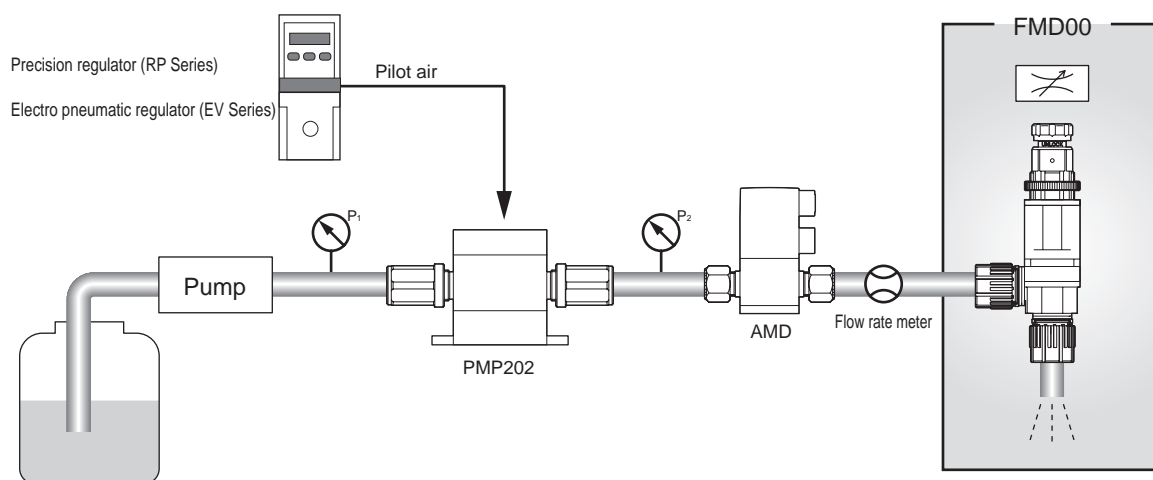 FMD00
Precision regulator (RP Series)
Pilot air
Electro pneumatic regulator (EV Series)
UNLOCK
P1
P2
Pump
Flow rate meter
AMD
PMP202